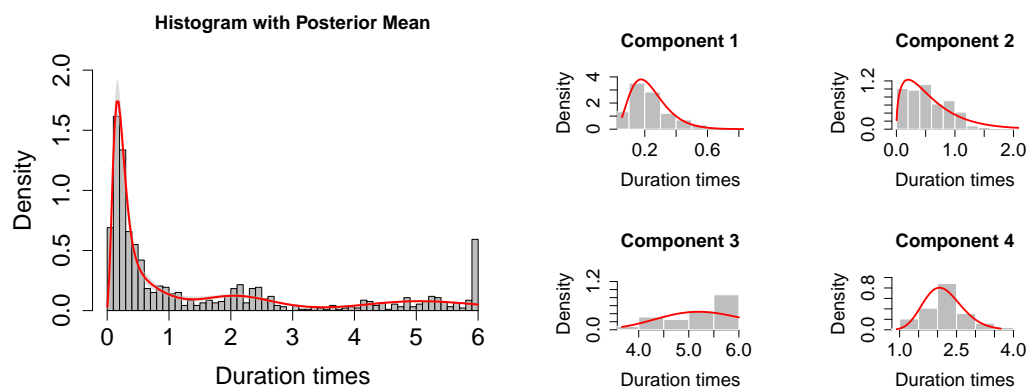 Histogram with Posterior Mean
Density
0.0 0.5 1.0 1.5 2.0
0 1 2 3 4 5 6
Duration times
Component 1
Density
0 2 4
0.2 0.6
Duration times
Component 2
Density
0.0 1.2
0.0 1.0 2.0
Duration times
Component 3
Density
0.0 1.2
4.0 5.0 6.0
Duration times
Component 4
Density
0.0 0.8
1.0 2.5 4.0
Duration times